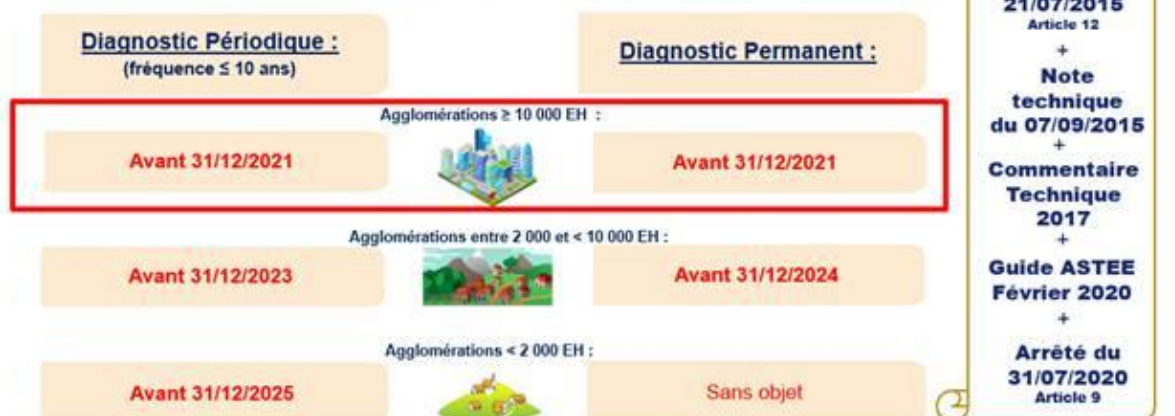 Diagnostic Périodique :
(fréquence ≤ 10 ans)
Diagnostic Permanent :
Agglomérations ≥ 10 000 EH :
Avant 31/12/2021
Avant 31/12/2021
Agglomérations entre 2 000 et < 10 000 EH :
Avant 31/12/2023
Avant 31/12/2024
Agglomérations < 2 000 EH :
Avant 31/12/2025
Sans objet
21/07/2015
Article 12
+
Note
technique
du 07/09/2015
+
Commentaire
Technique
2017
+
Guide ASTEE
Février 2020
+
Arrêté du
31/07/2020
Article 9